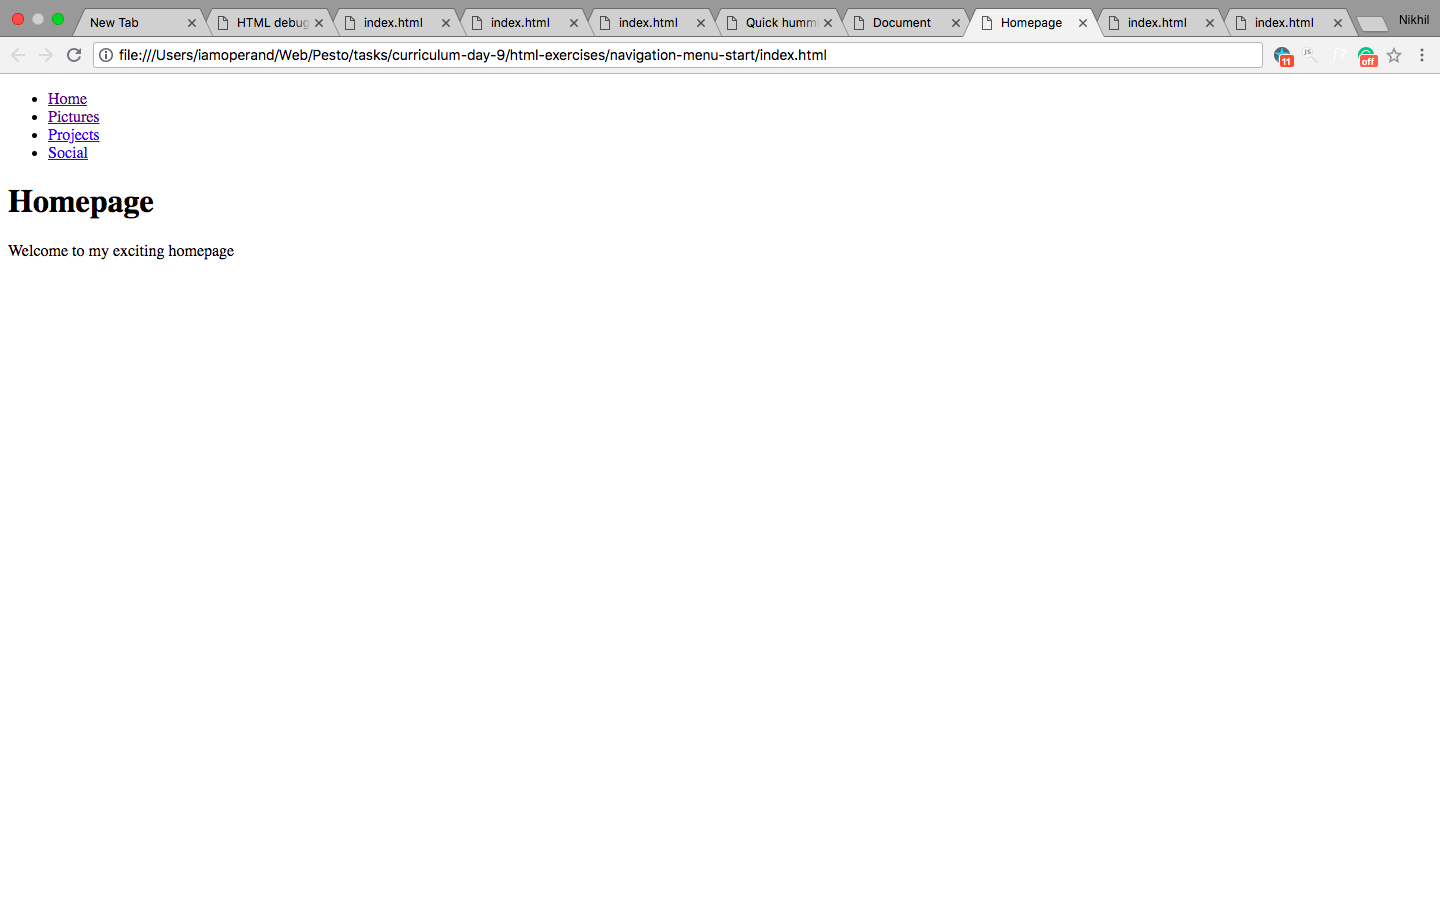 New Tab
HTML debug
index.html
index.html
index.html
Quick humm
Document
Homepage
index.html
index.html
Nikhil
file:///Users/iamoperand/Web/Pesto/tasks/curriculum-day-9/html-exercises/navigation-menu-start/index.html
11
JS
f?
off
Home
Pictures
Projects
Social
Homepage
Welcome to my exciting homepage